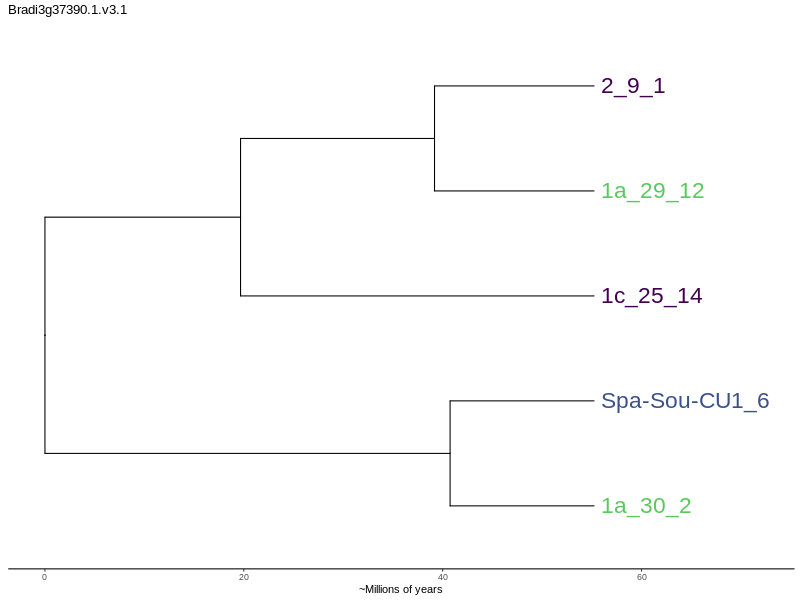 Bradi3g37390.1.v3.1
2_9_1
1a_29_12
1c_25_14
Spa-Sou-CU1_6
1a_30_2
0 20 40 60
~Millions of years